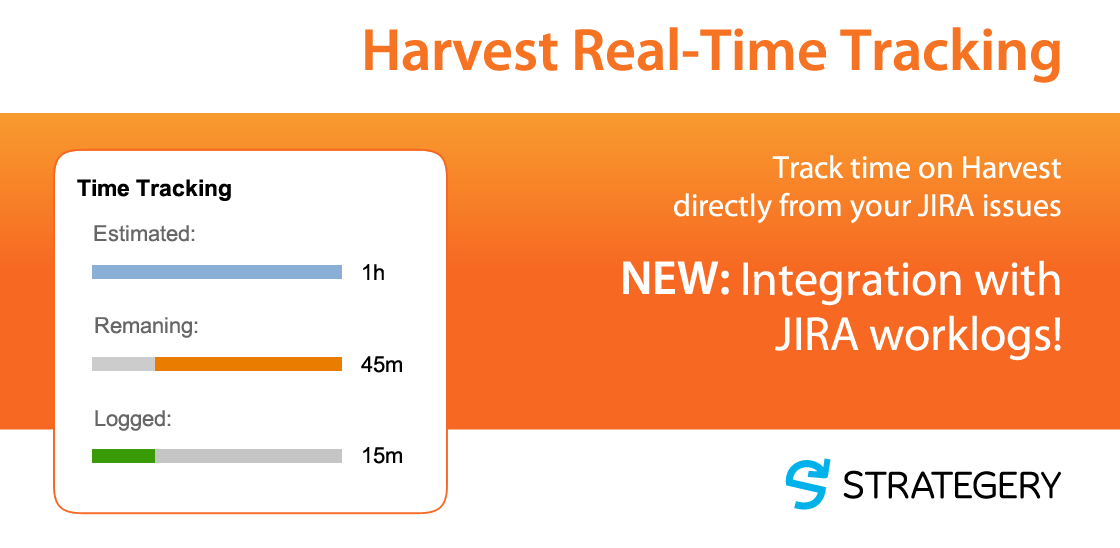 Harvest Real-Time Tracking
Time Tracking
Estimated:
1h
Remaning:
45m
Logged:
15m
Track time on Harvest
directly from your JIRA issues
NEW: Integration with
JIRA worklogs!
STRATEGERY